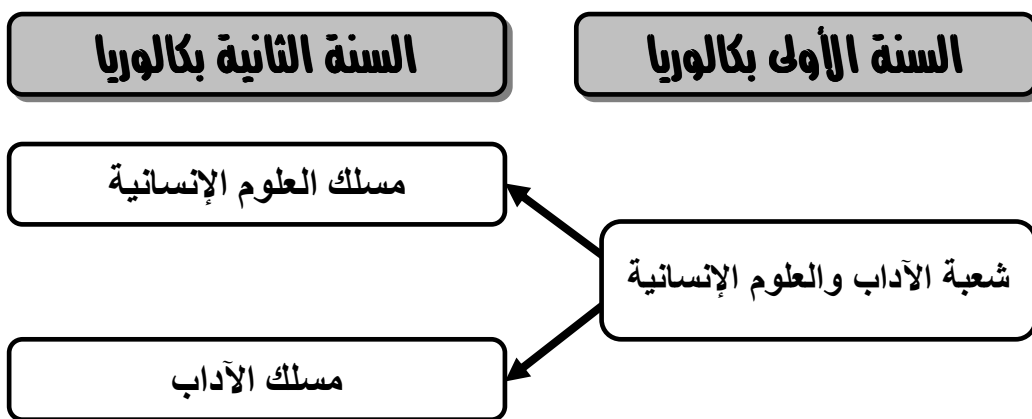 السنة الأولى بكالوريا
السنة الثانية بكالوريا
شعبة الآداب والعلوم الإنسانية
مسلك العلوم الإنسانية
مسلك الآداب